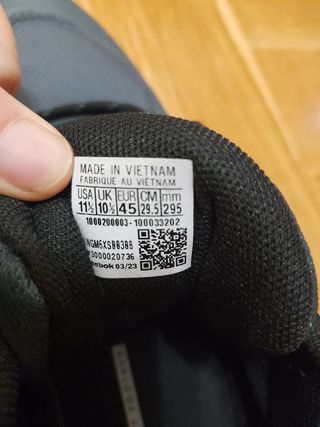 MADE IN VIETNAM
FABRIQUE AU VIETNAM
USA UK EUR CM mm
11½ 10½ 45 29.5 295
1000200003-100033202
03/23